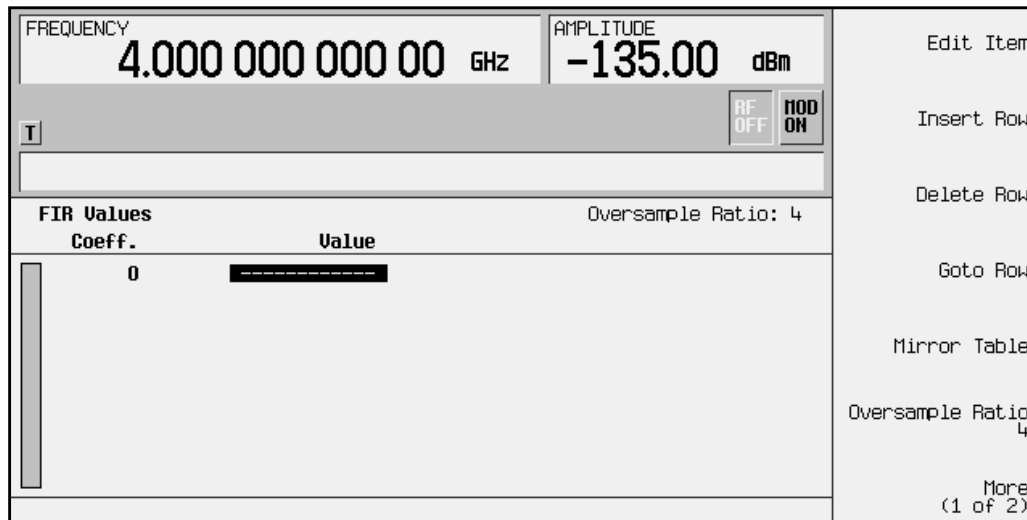 FREQUENCY
4.000 000 000 00 GHz
AMPLITUDE
-135.00 dBm
RF OFF
MOD ON
T
FIR Values
Oversample Ratio: 4
Coeff. Value
0 ------------
Edit Item
Insert Row
Delete Row
Goto Row
Mirror Table
Oversample Ratio
4
More
(1 of 2)